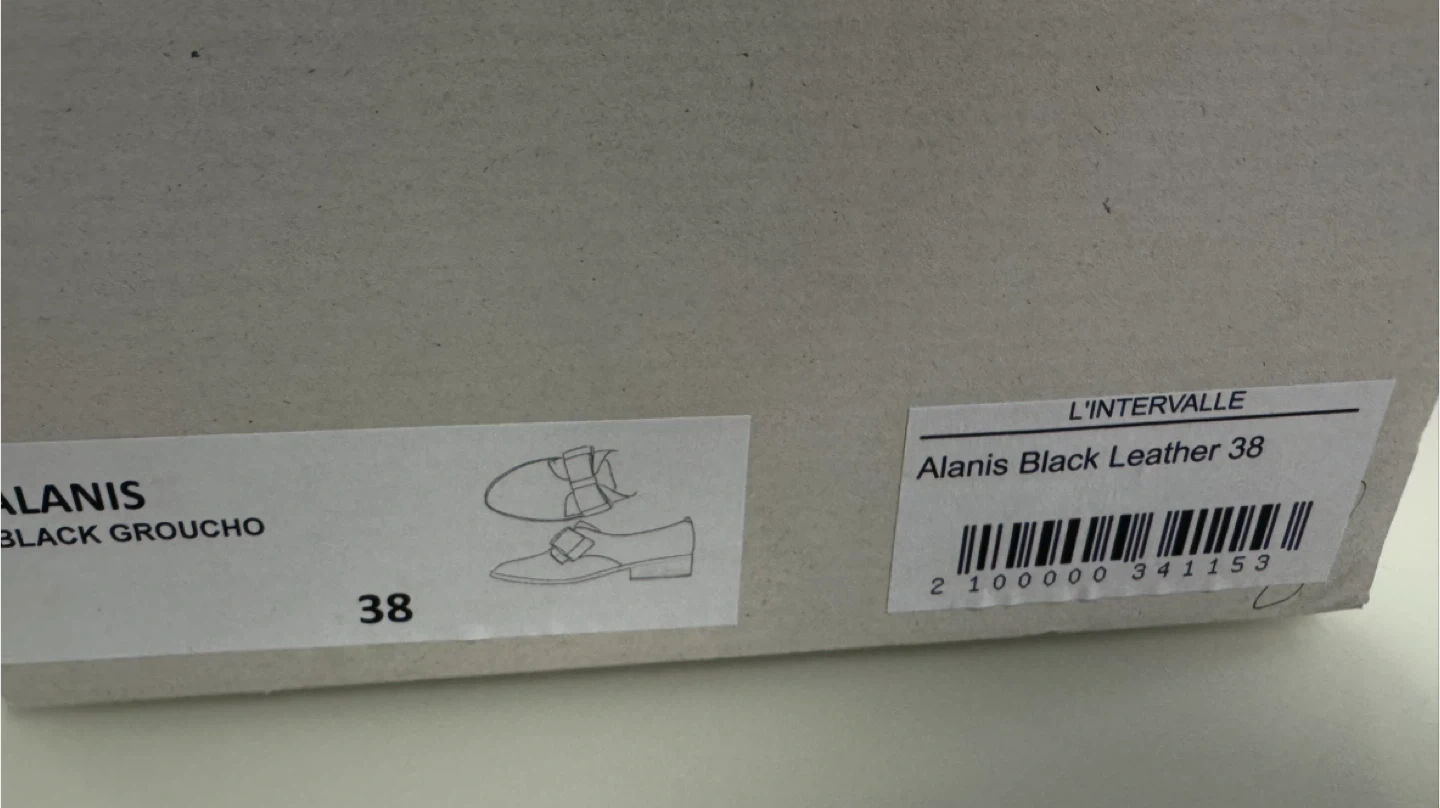 ALANIS
BLACK GROUCHO
38
L'INTERVALLE
Alanis Black Leather 38
2 100000 341153